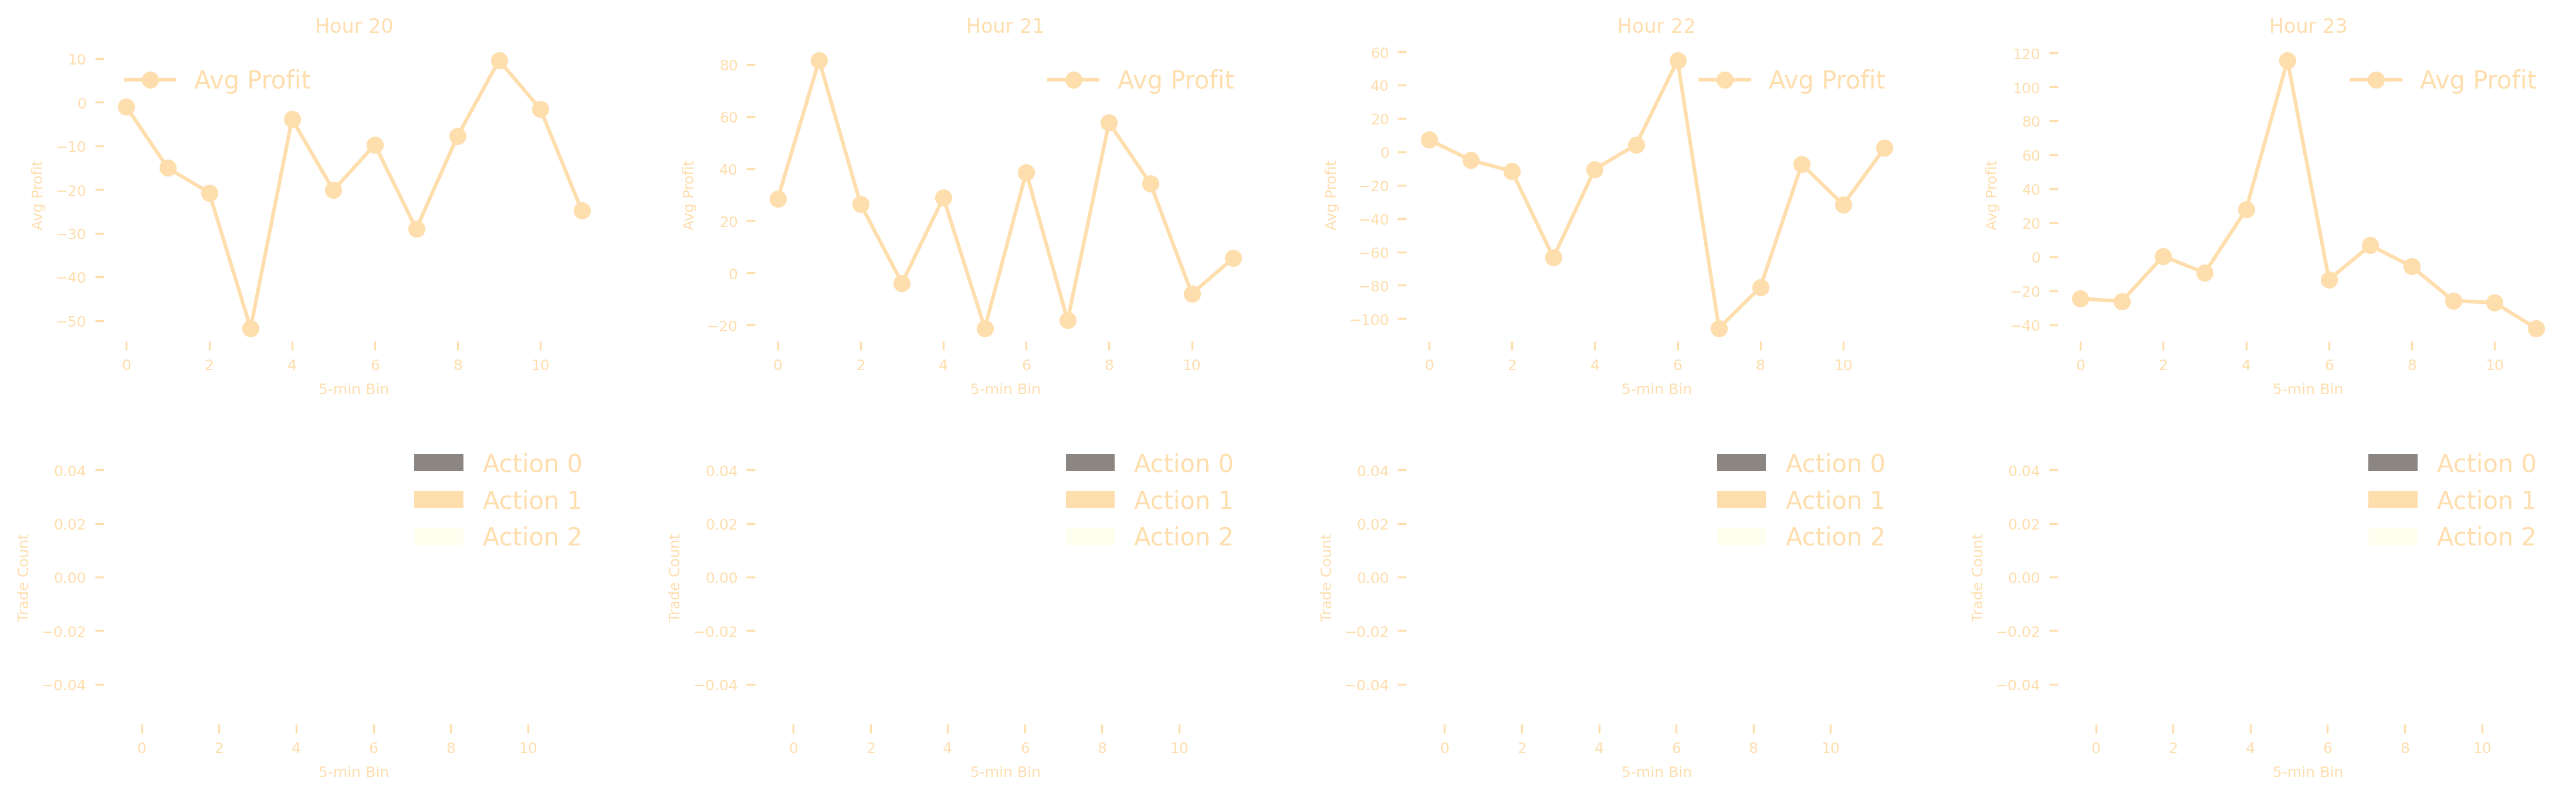 Hour 20
Avg Profit
Avg Profit
10
0
−10
−20
−30
−40
−50
0 2 4 6 8 10
5-min Bin
Hour 21
Avg Profit
Avg Profit
80
60
40
20
0
−20
0 2 4 6 8 10
5-min Bin
Hour 22
Avg Profit
Avg Profit
60
40
20
0
−20
−40
−60
−80
−100
0 2 4 6 8 10
5-min Bin
Hour 23
Avg Profit
Avg Profit
120
100
80
60
40
20
0
−20
−40
0 2 4 6 8 10
5-min Bin
Action 0
Action 1
Action 2
Trade Count
0.04
0.02
0.00
−0.02
−0.04
0 2 4 6 8 10
5-min Bin
Action 0
Action 1
Action 2
Trade Count
0.04
0.02
0.00
−0.02
−0.04
0 2 4 6 8 10
5-min Bin
Action 0
Action 1
Action 2
Trade Count
0.04
0.02
0.00
−0.02
−0.04
0 2 4 6 8 10
5-min Bin
Action 0
Action 1
Action 2
Trade Count
0.04
0.02
0.00
−0.02
−0.04
0 2 4 6 8 10
5-min Bin